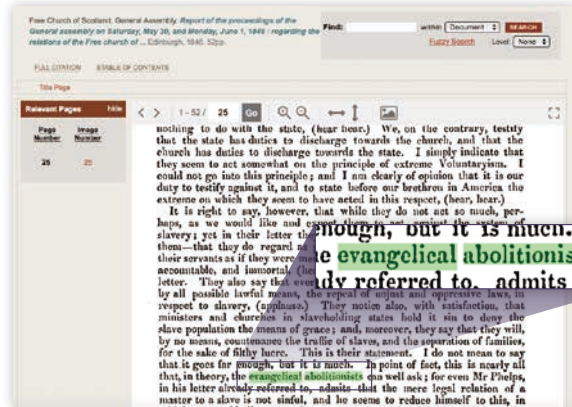 Free Church of Scotland. General Assembly. Report of the proceedings of the
General assembly on Saturday, May 30, and Monday, June 1, 1846 : regarding the
relations of the Free church of ... Edinburgh, 1846. 52pp.
Find: within Document SEARCH
Fuzzy Search Level: None
FULL CITATION TABLE OF CONTENTS
Title Page
Relevant Pages hide
Page Number Image Number
25 25
1-52/ 25 Go
nothing to do with the state, (hear hear.) We, on the contrary, testify
that the state has duties to discharge towards the church, and that the
church has duties to discharge towards the state. I simply indicate that
they seem to act somewhat on the principle of extreme Voluntaryism. I
could not go into this principle; and I am clearly of opinion that it is our
duty to testify against it, and to state before our brethren in America the
extreme on which they seem to have acted in this respect, (hear, hear.)
It is right to say, however, that while they do not act so much, per-
haps, as we would like and expect them to act against the system of
slavery; yet in their letter the
them—that they do regard as
their servants as if they were me
accountable, and immortal (hea
letter. They also say that eve
by all possible lawful means, the repeal of unjust and oppressive laws, in
respect to slavery, (applause.) They notice also, with satisfaction, that
ministers and churches in slaveholding states hold it sin to deny the
slave population the means of grace; and, moreover, they say that they will,
by no means, countenance the traffic of slaves, and the separation of families,
for the sake of filthy lucre. This is their statement. I do not mean to say
that it goes far enough, but it is much. In point of fact, this is nearly all
that, in theory, the evangelical abolitionists can well ask; for even Mr Phelps,
in his letter already referred to, admits that the mere legal relation of a
master to a slave is not sinful, and he seems to reduce himself to this, in
nough, but it is much.
e evangelical abolitionis
dy referred to, admits